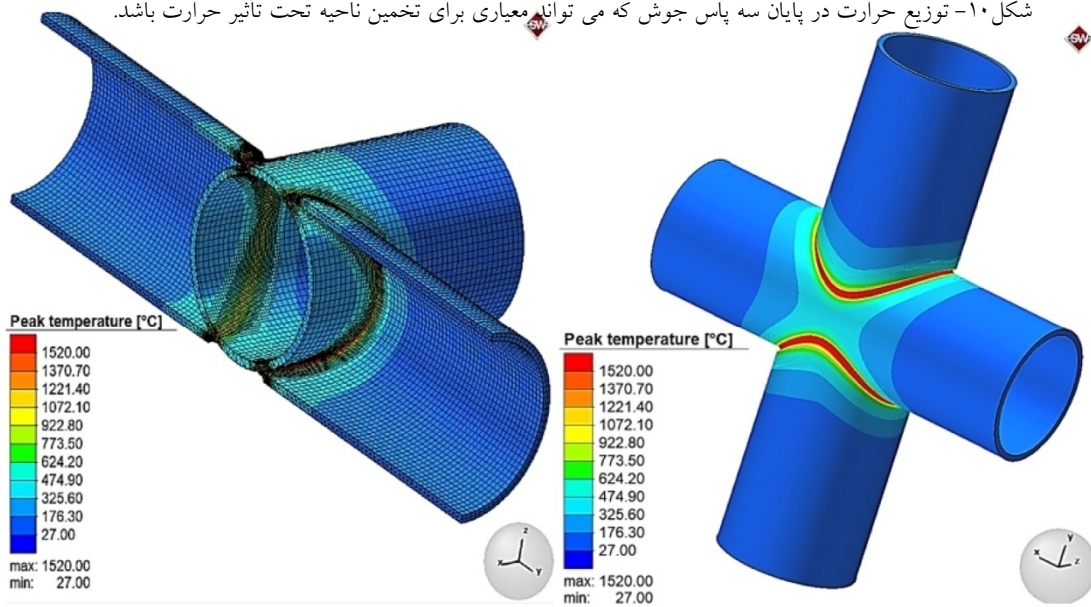 شکل۱۰- توزیع حرارت در پایان سه پاس جوش که می تواند معیاری برای تخمین ناحیه تحت تاثیر حرارت باشد.
SW
SW
Peak temperature [°C]
1520.00
1370.70
1221.40
1072.10
922.80
773.50
624.20
474.90
325.60
176.30
27.00
max: 1520.00
min: 27.00
z
x
y
Peak temperature [°C]
1520.00
1370.70
1221.40
1072.10
922.80
773.50
624.20
474.90
325.60
176.30
27.00
max: 1520.00
min: 27.00
y
x
z